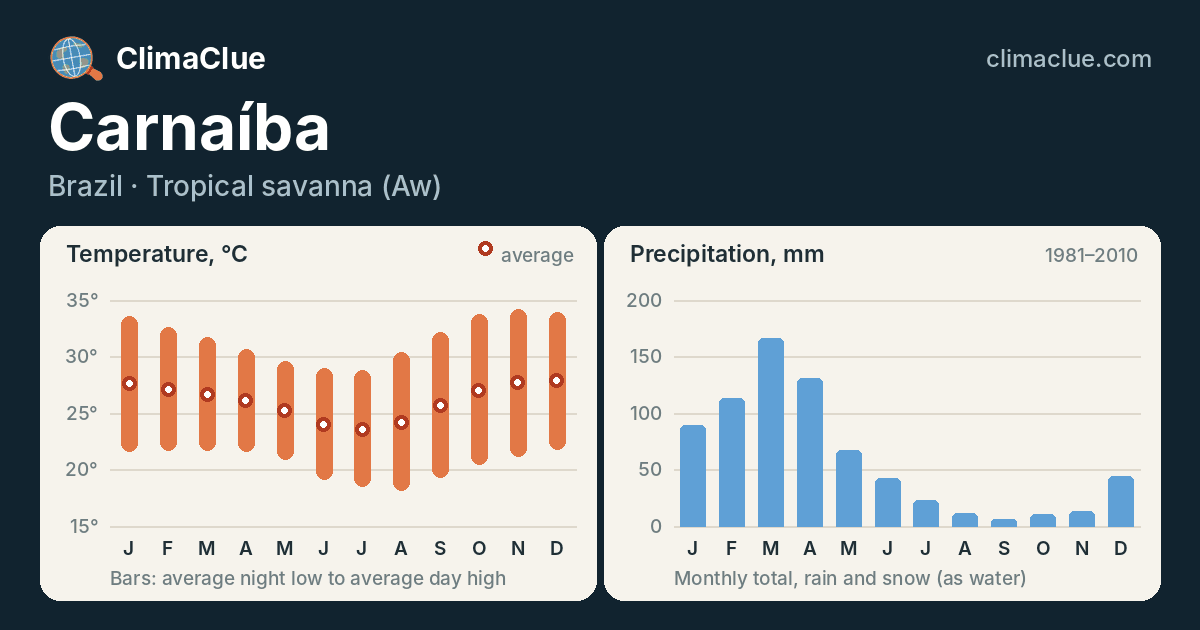 ClimaClue
climaclue.com
Carnaíba
Brazil · Tropical savanna (Aw)
Temperature, °C
average
35°
30°
25°
20°
15°
J F M A M J J A S O N D
Bars: average night low to average day high
Precipitation, mm
1981–2010
200
150
100
50
0
J F M A M J J A S O N D
Monthly total, rain and snow (as water)